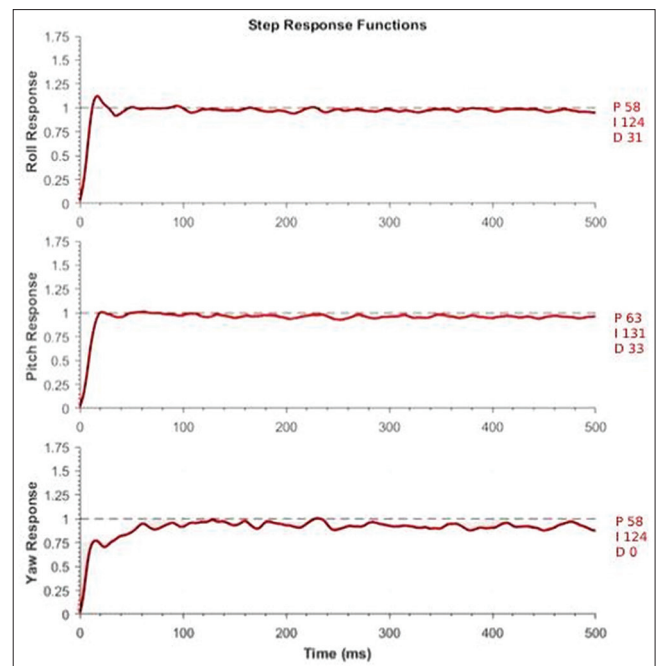 Step Response Functions
1.75
1.5
1.25
1
0.75
0.5
0.25
0
Roll Response
0 100 200 300 400 500
P 58
I 124
D 31
1.75
1.5
1.25
1
0.75
0.5
0.25
0
Pitch Response
0 100 200 300 400 500
P 63
I 131
D 33
1.75
1.5
1.25
1
0.75
0.5
0.25
0
Yaw Response
0 100 200 300 400 500
P 58
I 124
D 0
Time (ms)